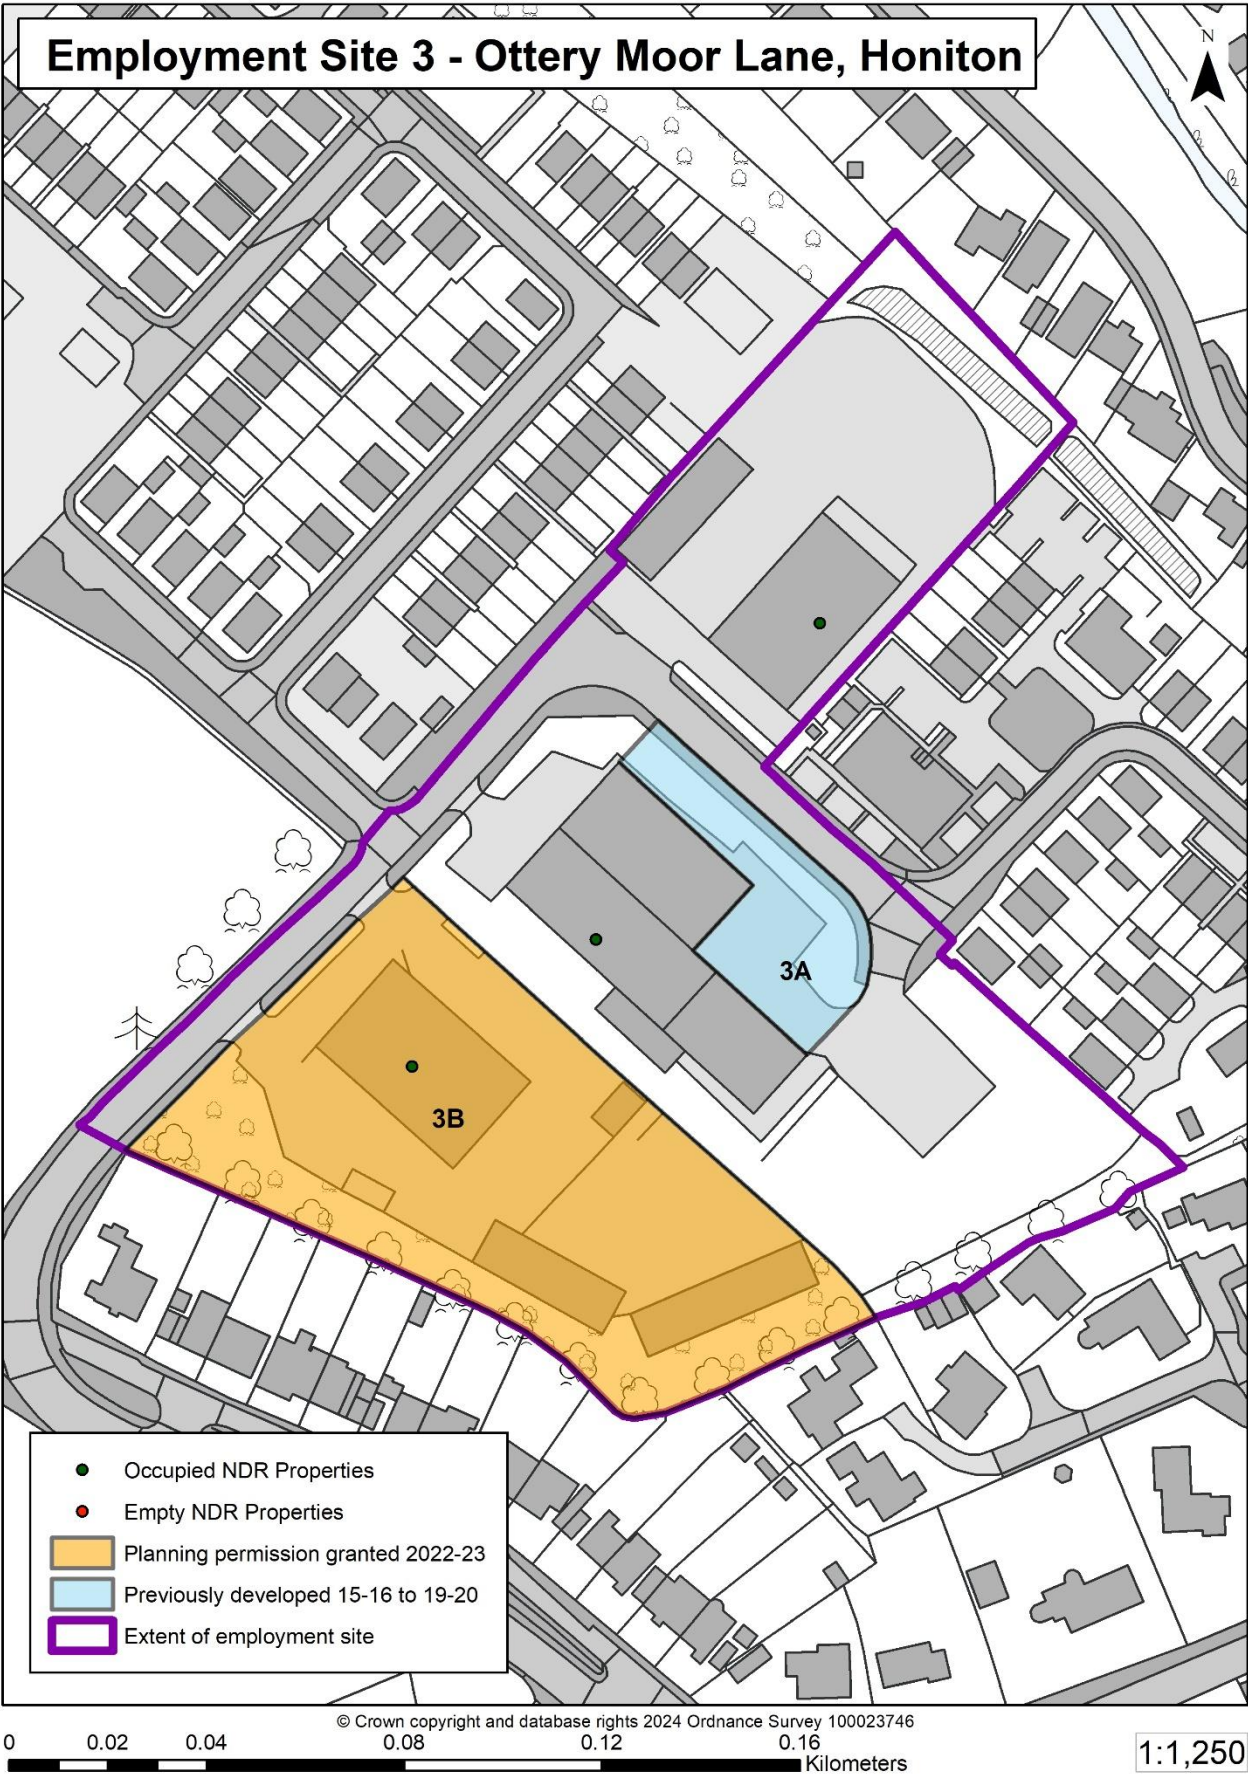 Employment Site 3 - Ottery Moor Lane, Honiton
N
3A
3B
Occupied NDR Properties
Empty NDR Properties
Planning permission granted 2022-23
Previously developed 15-16 to 19-20
Extent of employment site
© Crown copyright and database rights 2024 Ordnance Survey 100023746
0 0.02 0.04 0.08 0.12 0.16
Kilometers
1:1,250